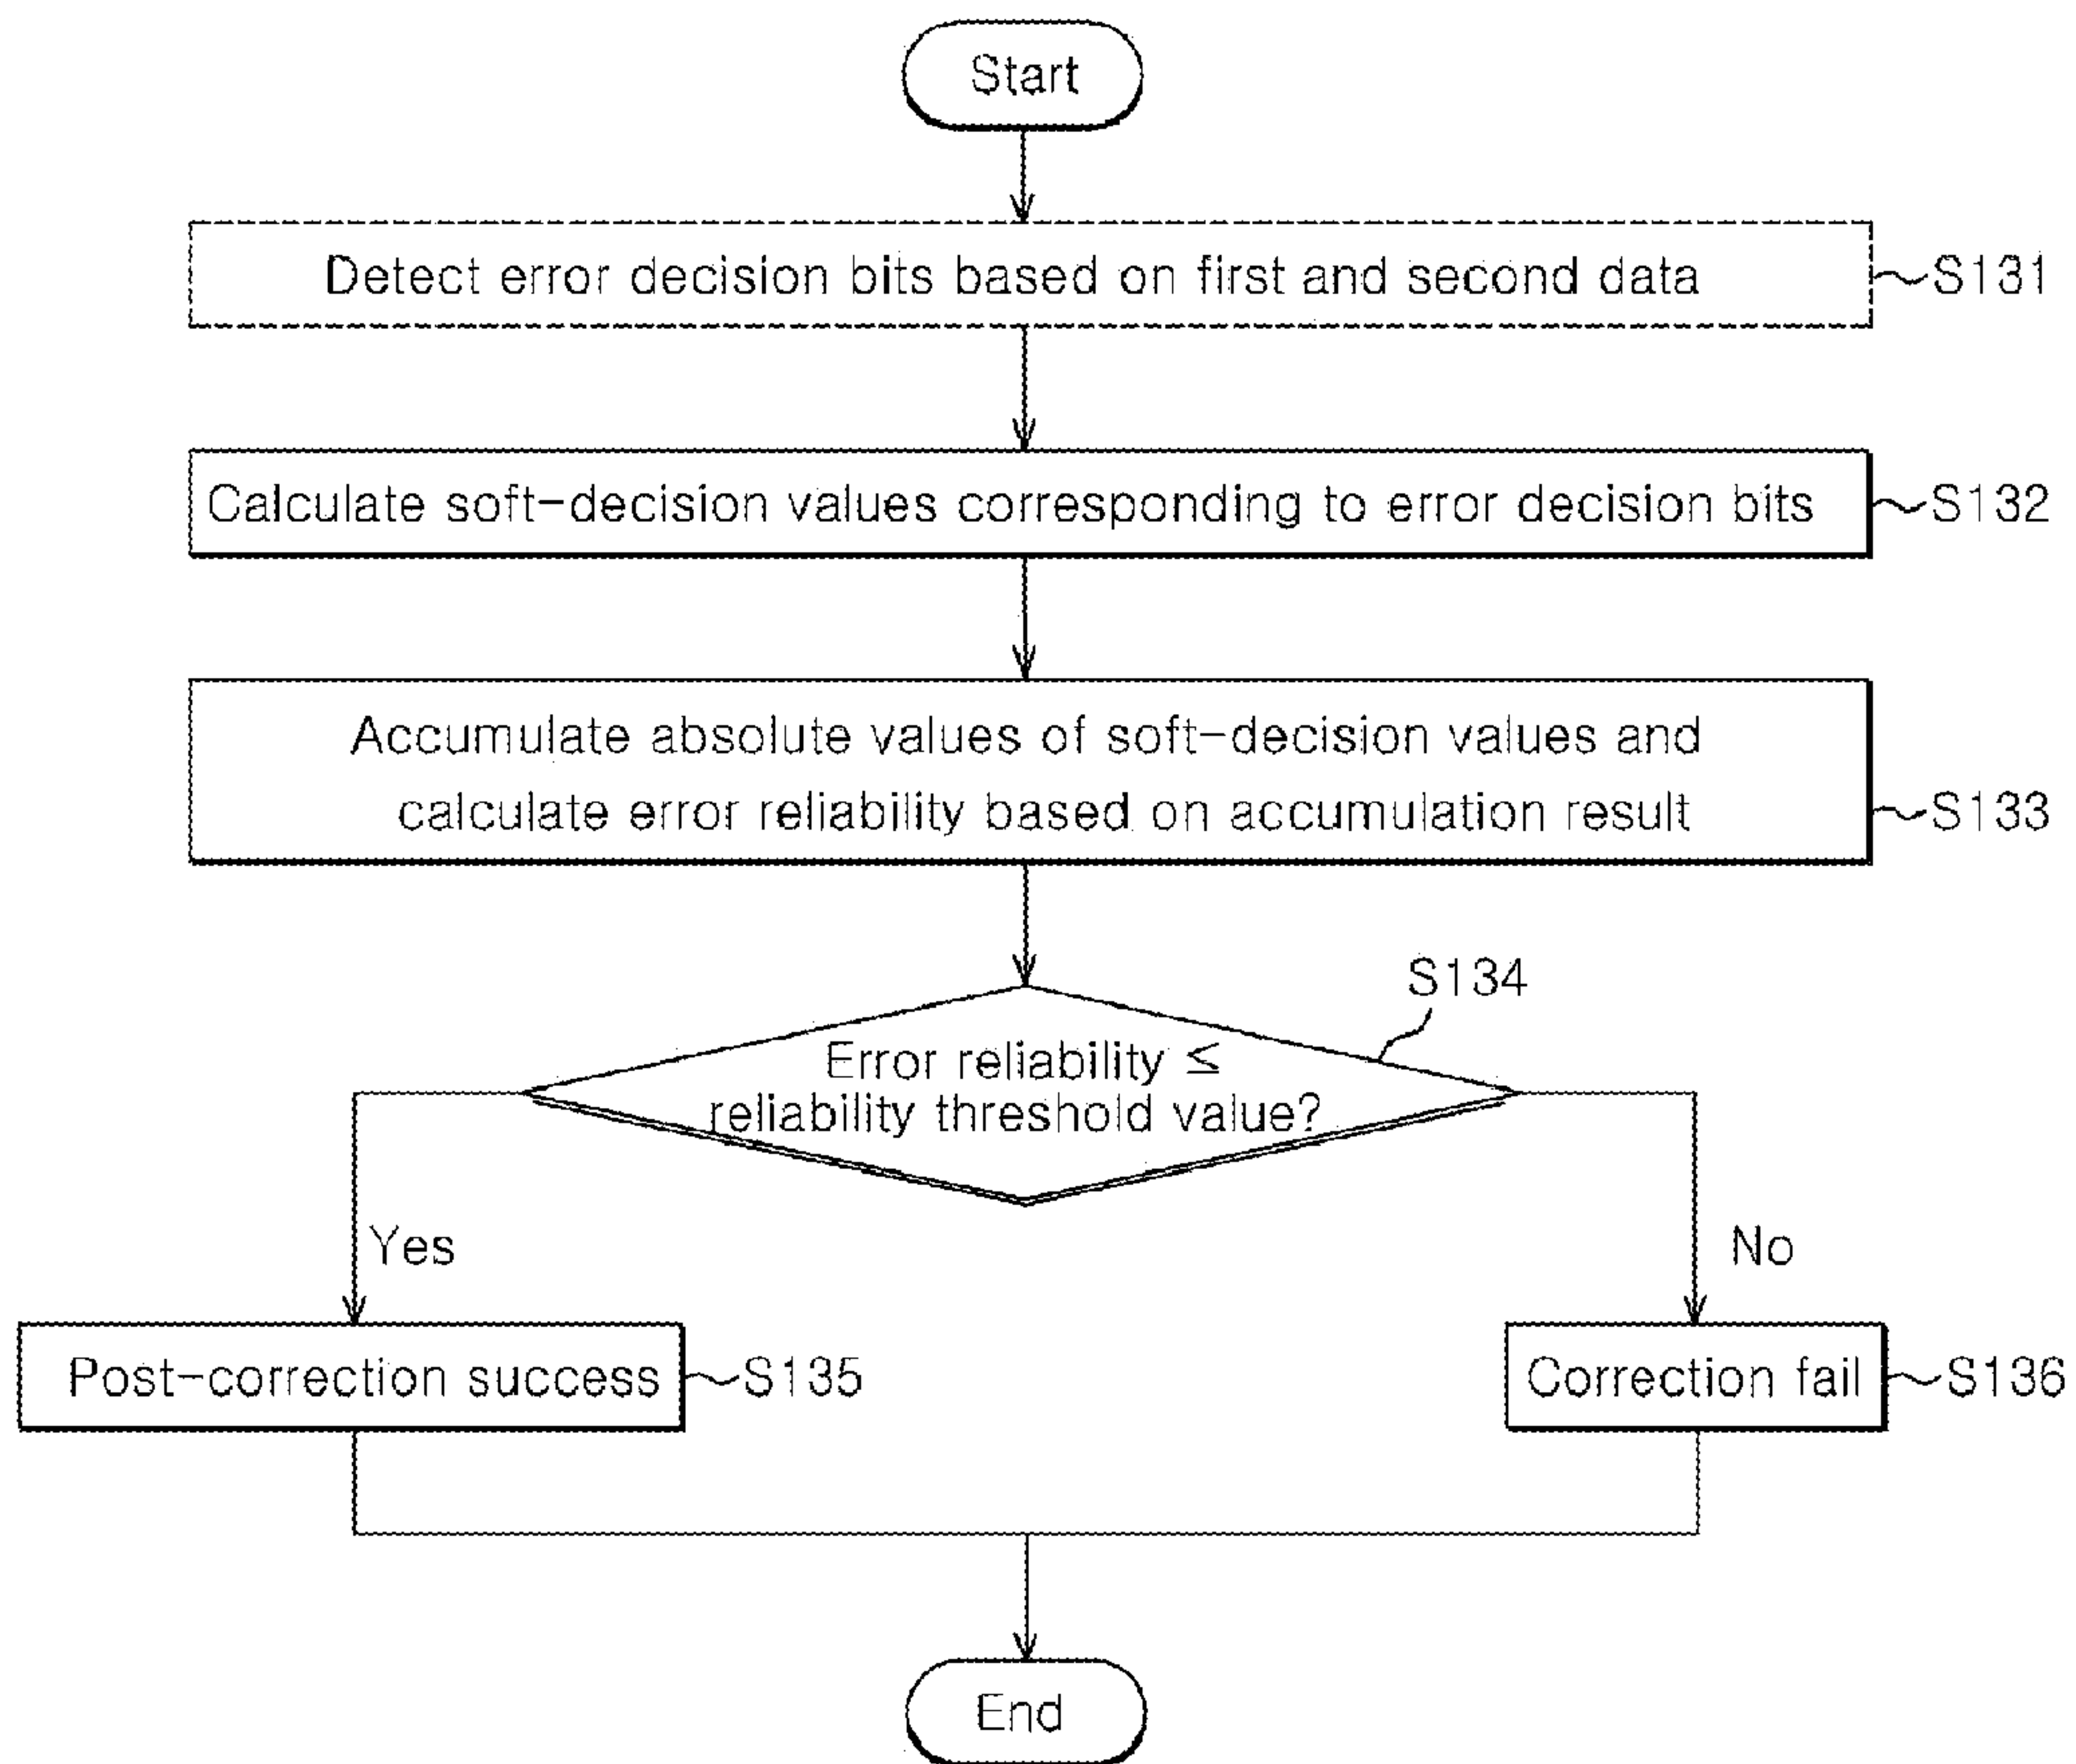 Start
Detect error decision bits based on first and second data
S131
Calculate soft-decision values corresponding to error decision bits
S132
Accumulate absolute values of soft-decision values and
calculate error reliability based on accumulation result
S133
S134
Error reliability ≤
reliability threshold value?
Yes
No
Post-correction success
S135
Correction fail
S136
End